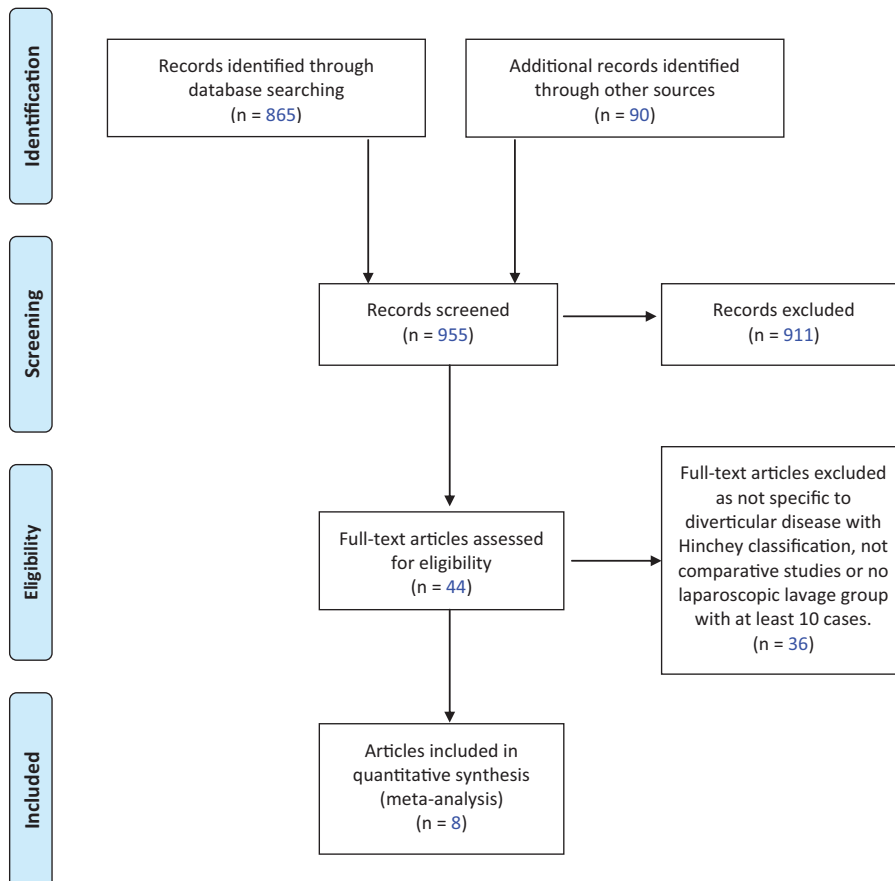 Identification
Records identified through
database searching
(n = 865)
Additional records identified
through other sources
(n = 90)
Screening
Records screened
(n = 955)
Records excluded
(n = 911)
Eligibility
Full-text articles assessed
for eligibility
(n = 44)
Full-text articles excluded
as not specific to
diverticular disease with
Hinchey classification, not
comparative studies or no
laparoscopic lavage group
with at least 10 cases.
(n = 36)
Included
Articles included in
quantitative synthesis
(meta-analysis)
(n = 8)